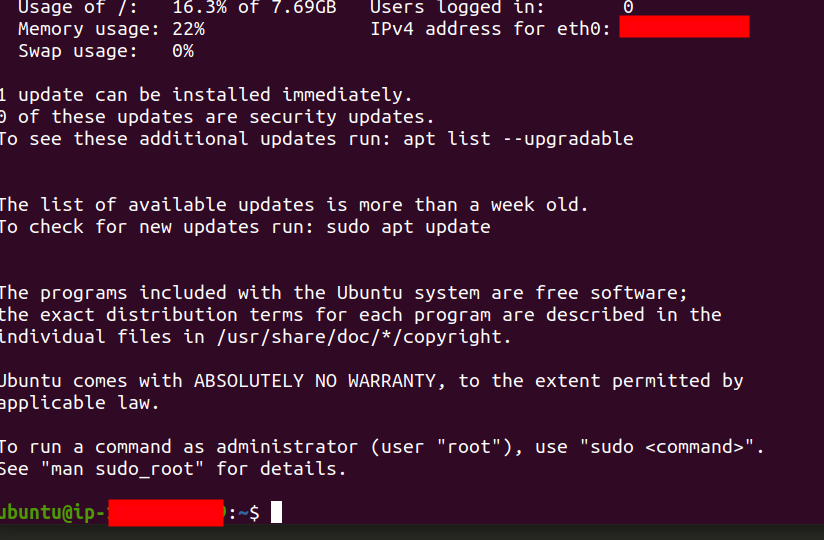 Usage of /:   16.3% of 7.69GB   Users logged in:       0
Memory usage: 22%               IPv4 address for eth0:
Swap usage:   0%
1 update can be installed immediately.
0 of these updates are security updates.
To see these additional updates run: apt list --upgradable
The list of available updates is more than a week old.
To check for new updates run: sudo apt update
The programs included with the Ubuntu system are free software;
the exact distribution terms for each program are described in the
individual files in /usr/share/doc/*/copyright.
Ubuntu comes with ABSOLUTELY NO WARRANTY, to the extent permitted by
applicable law.
To run a command as administrator (user "root"), use "sudo <command>".
See "man sudo_root" for details.
ubuntu@ip-:~$